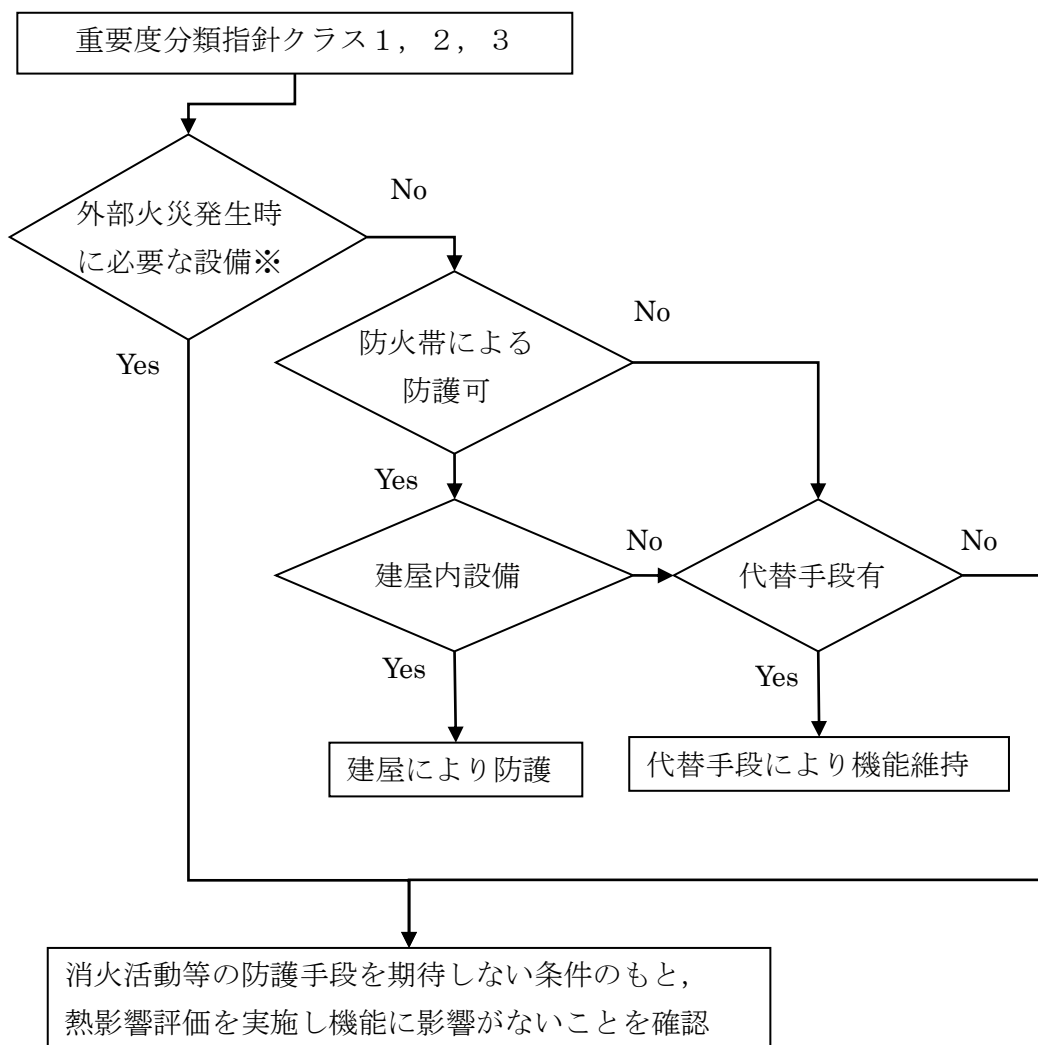 重要度分類指針クラス１，２，３
No
外部火災発生時
に必要な設備※
Yes
No
防火帯による
防護可
Yes
建屋内設備
No
代替手段有
No
Yes
Yes
建屋により防護
代替手段により機能維持
消火活動等の防護手段を期待しない条件のもと，
熱影響評価を実施し機能に影響がないことを確認